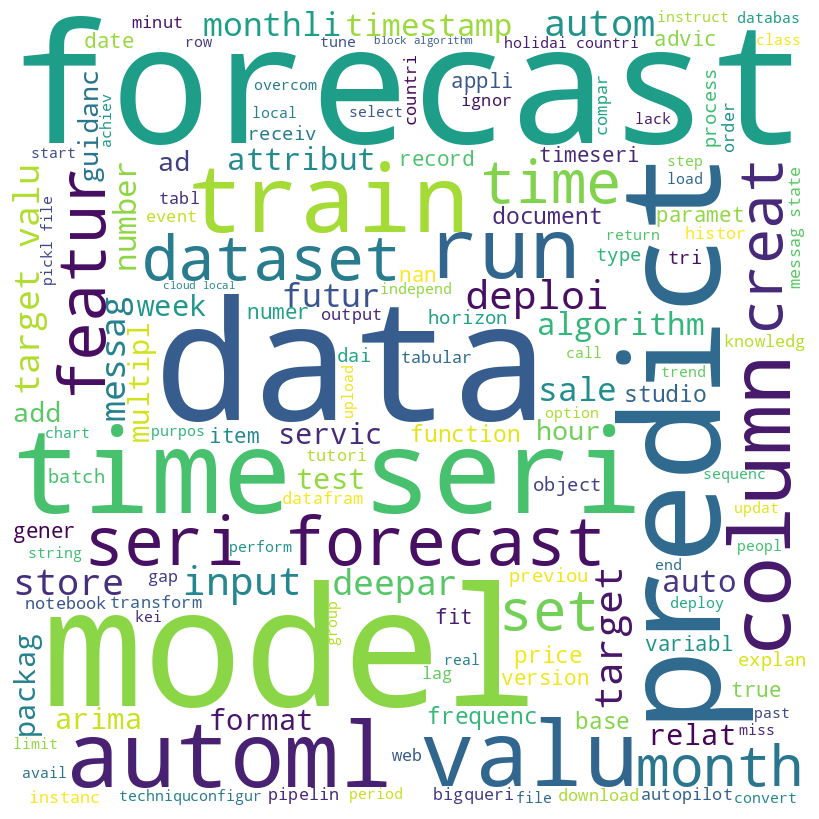 forecast
data
model
predict
time seri
train
automl
seri forecast
column
featur
run
valu
time
dataset
set
creat
month
deploi
store
input
target
monthli
timestamp
autom
minut
row
tune
block algorithm
holidai countri
instruct
databas
advic
class
date
achiev
guidanc
overcom
local
receiv
select
countri
appli
ignor
compar
lack
process
order
start
ad
attribut
record
timeseri
step
load
tabl
event
number
document
paramet
histor
messag state
pickl file
target valu
return
type
tri
nan
cloud local
futur
independ
week
messag
numer
output
horizon
algorithm
knowledg
multipl
dai
tabular
call
trend
upload
sale
studio
add
chart
purpos
item
servic
option
function
hour
tutori
batch
test
datafram
object
sequenc
gener
string
perform
updat
peopl
gap
deepar
previou
end
auto
notebook
transform
kei
group
fit
deploy
real
variabl
packag
lag
price
version
explan
true
arima
format
frequenc
base
past
relat
miss
limit
avail
web
instanc
techniqu
configur
pipelin
period
bigqueri
file
download
autopilot
convert